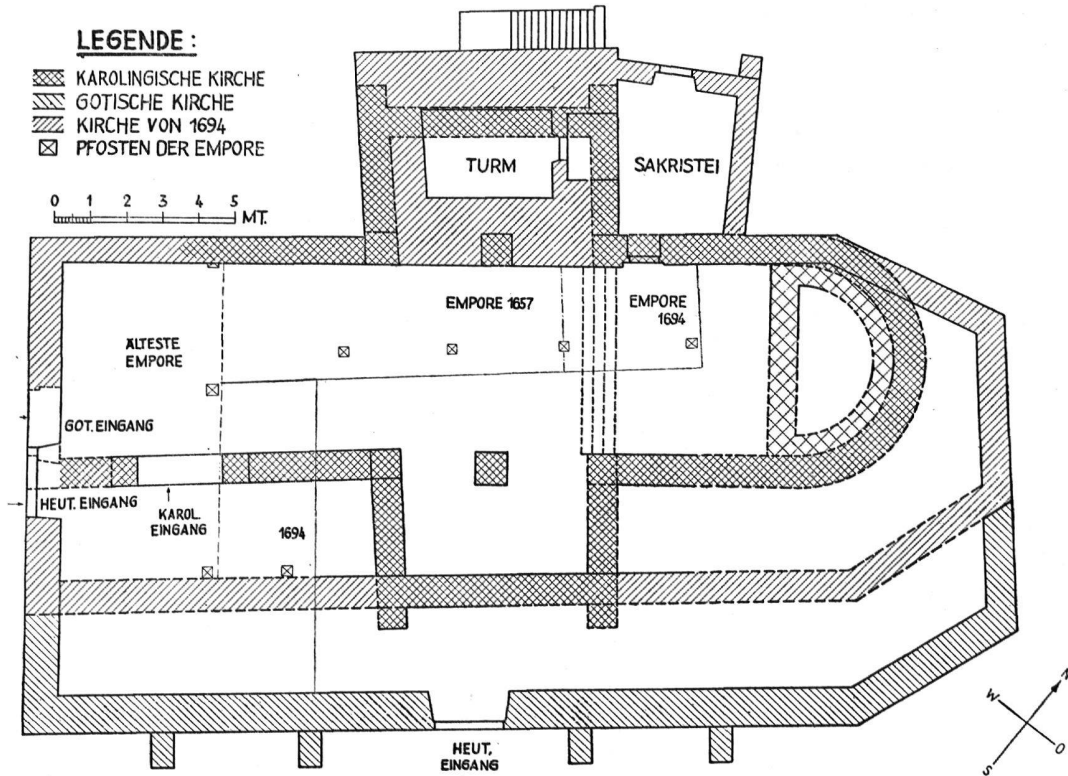 LEGENDE:
KAROLINGISCHE KIRCHE
GOTISCHE KIRCHE
KIRCHE VON 1694
PFOSTEN DER EMPORE
0 1 2 3 4 5 MT.
TURM
SAKRISTEI
EMPORE 1657
EMPORE
1694
ÄLTESTE
EMPORE
GOT. EINGANG
HEUT. EINGANG
KAROL.
EINGANG
1694
HEUT.
EINGANG
N
W
O
S